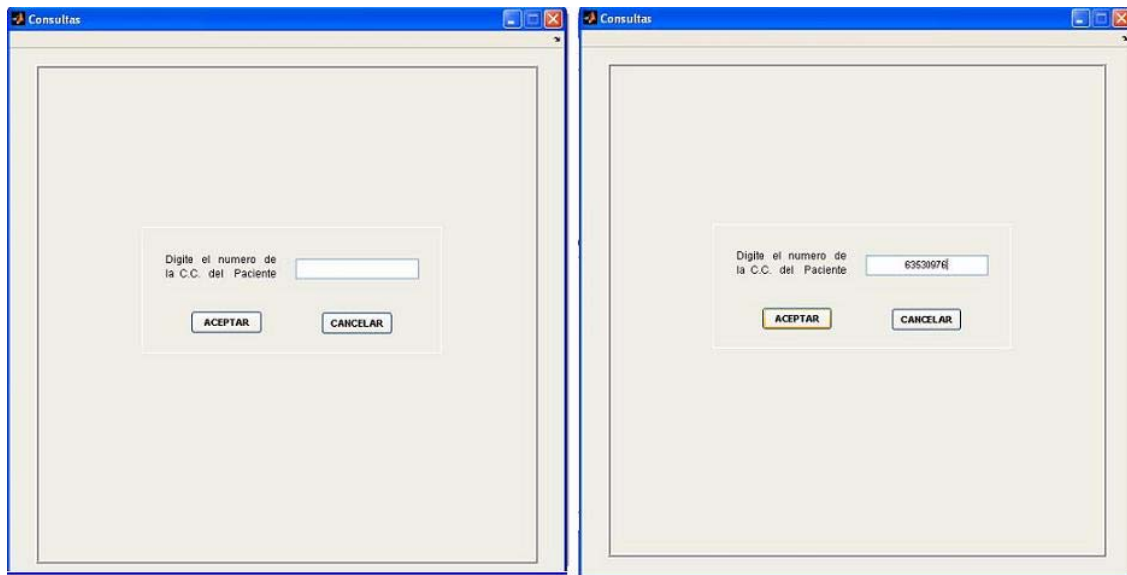 Consultas
Digite el numero de
la C.C. del Paciente
ACEPTAR
CANCELAR
Consultas
Digite el numero de
la C.C. del Paciente
63530976
ACEPTAR
CANCELAR